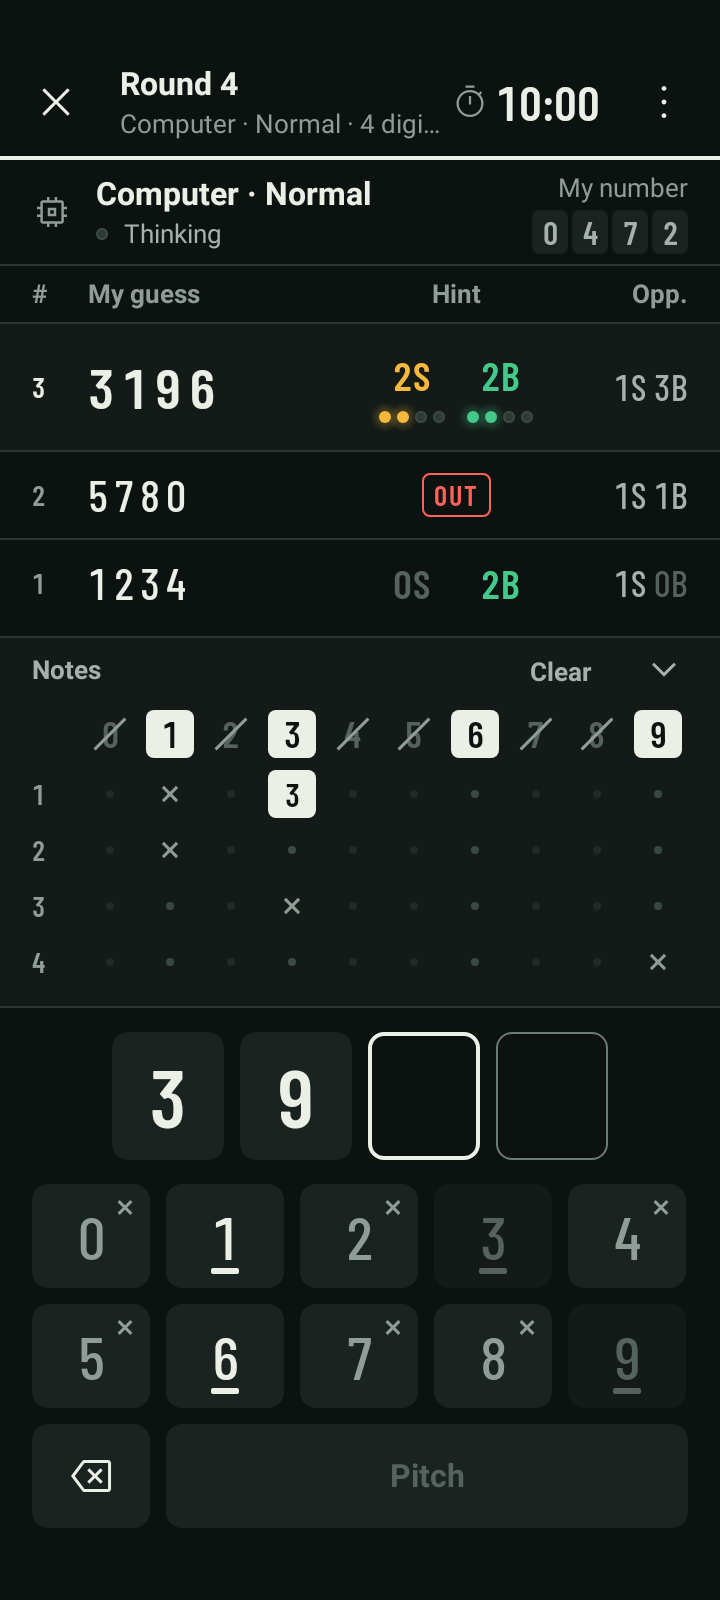 Round 4
Computer · Normal · 4 digi...
10:00
Computer · Normal
Thinking
My number
0 4 7 2
# My guess Hint Opp.
3 3196 2S 2B 1S 3B
2 5780 OUT 1S 1B
1 1234 0S 2B 1S 0B
Notes Clear
0 1 2 3 4 5 6 7 8 9
1 × 3
2 ×
3 ×
4 ×
3 9
0 × 1 2 × 3 4 ×
5 × 6 7 × 8 × 9
Pitch